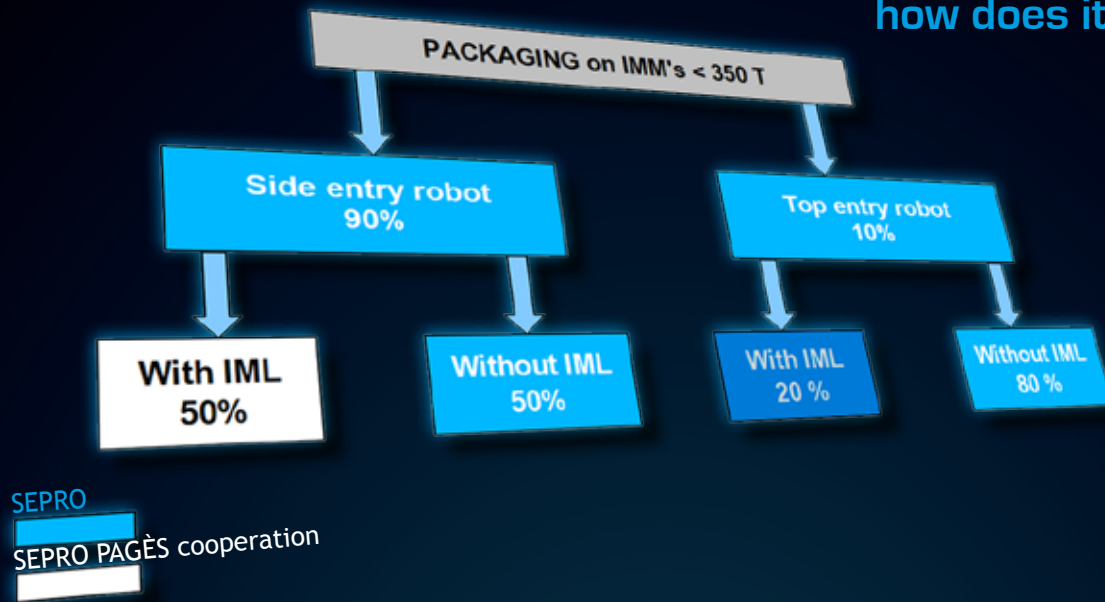 how does it
PACKAGING on IMM's < 350 T
Side entry robot
90%
Top entry robot
10%
With IML
50%
Without IML
50%
With IML
20 %
Without IML
80 %
SEPRO
SEPRO PAGÈS cooperation